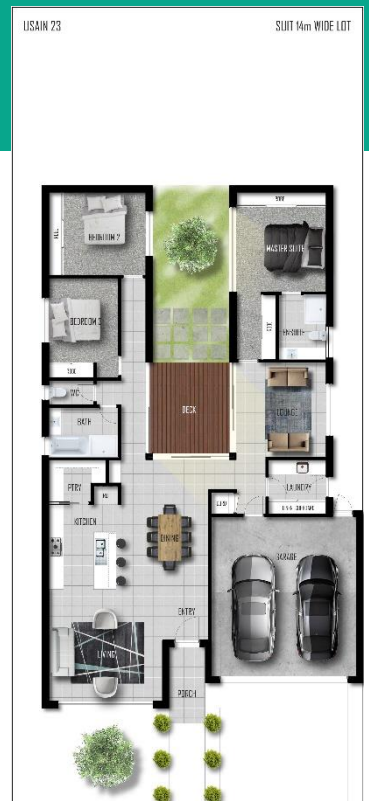 USAIN 23
SUIT 14m WIDE LOT
BEDROOM 2
MASTER SUITE
BEDROOM 3
ENSUITE
DECK
LOUNGE
WC
BATH
PTRY
LAUNDRY
KITCHEN
DINING
GARAGE
ENTRY
LIVING
PORCH